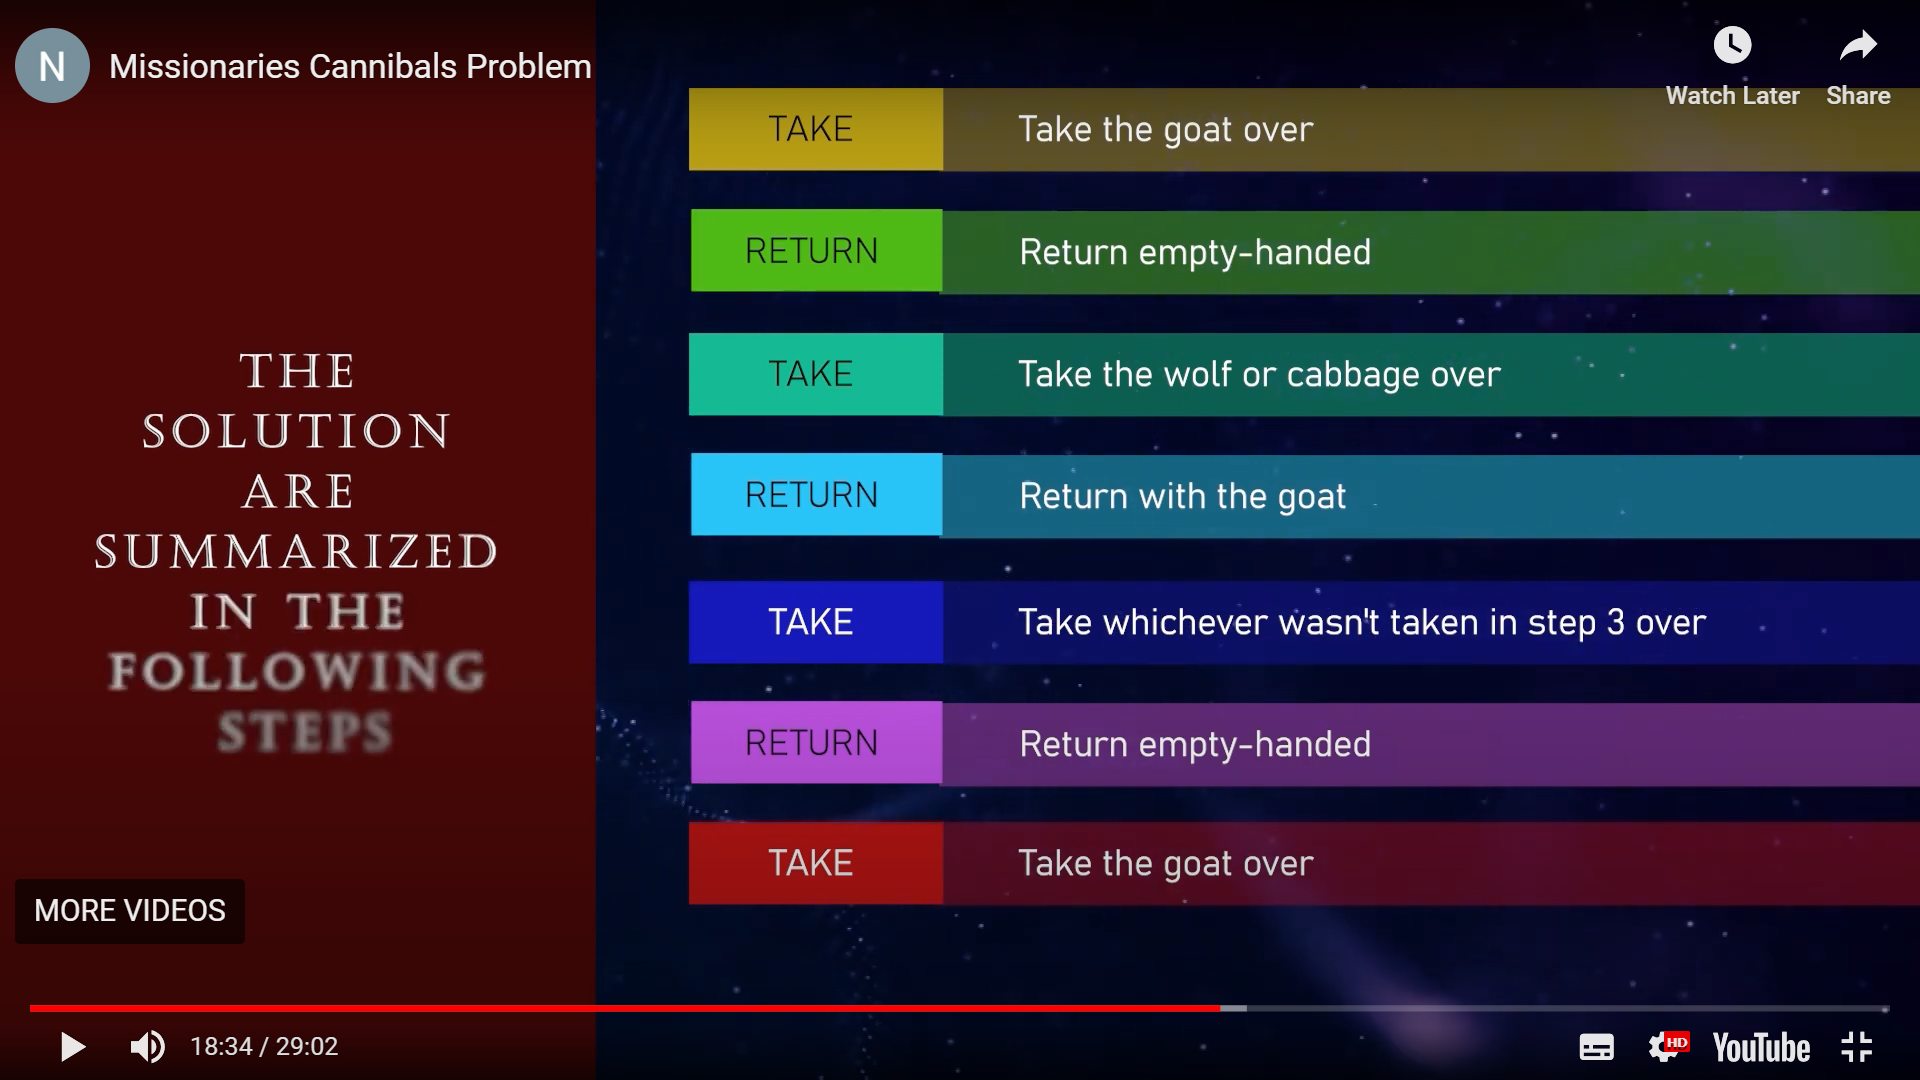 N
Missionaries Cannibals Problem
Watch Later
Share
THE
SOLUTION
ARE
SUMMARIZED
IN THE
FOLLOWING
STEPS
TAKE Take the goat over
RETURN Return empty-handed
TAKE Take the wolf or cabbage over
RETURN Return with the goat
TAKE Take whichever wasn't taken in step 3 over
RETURN Return empty-handed
TAKE Take the goat over
MORE VIDEOS
18:34 / 29:02
HD
YouTube